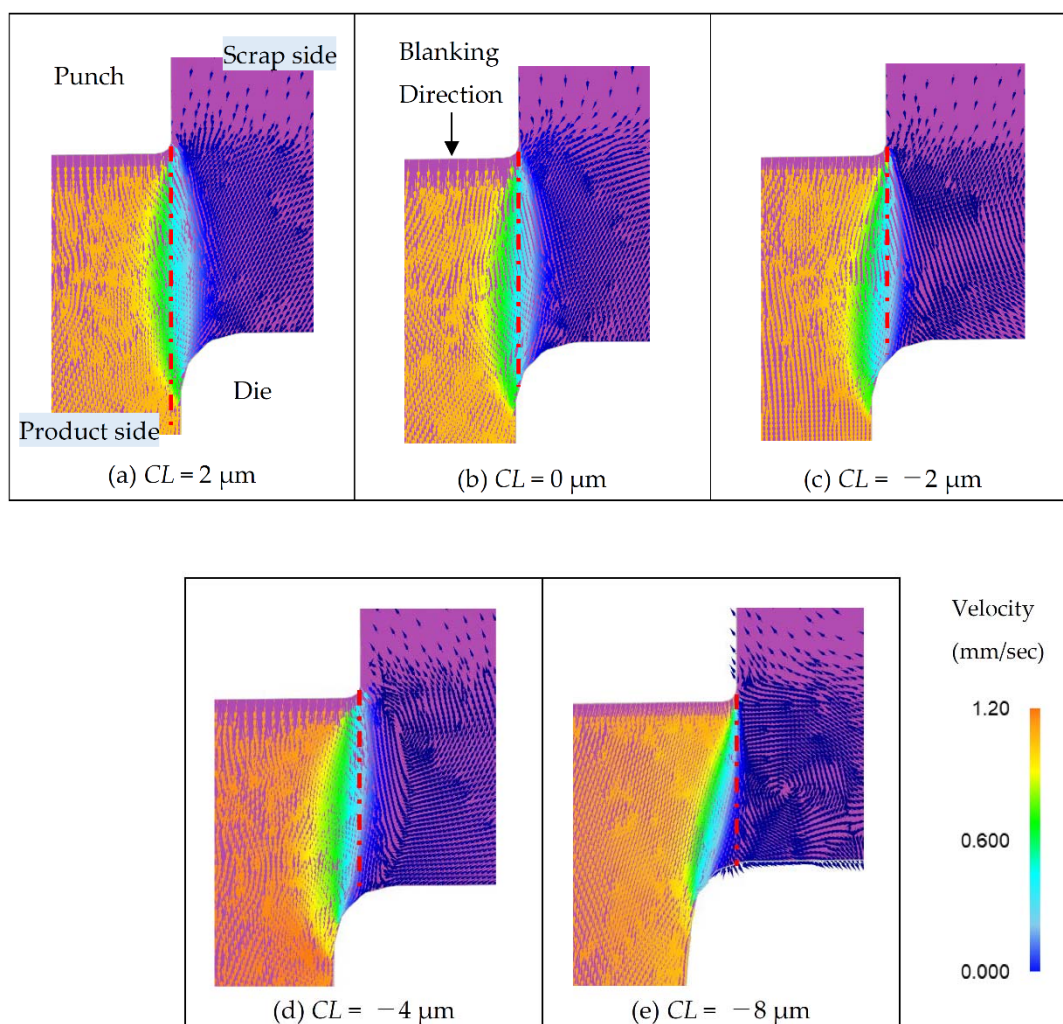 Scrap side
Punch
Die
Product side
(a) CL = 2 μm
Blanking
Direction
(b) CL = 0 μm
(c) CL = －2 μm
(d) CL = －4 μm
(e) CL = －8 μm
Velocity
(mm/sec)
1.20
0.600
0.000